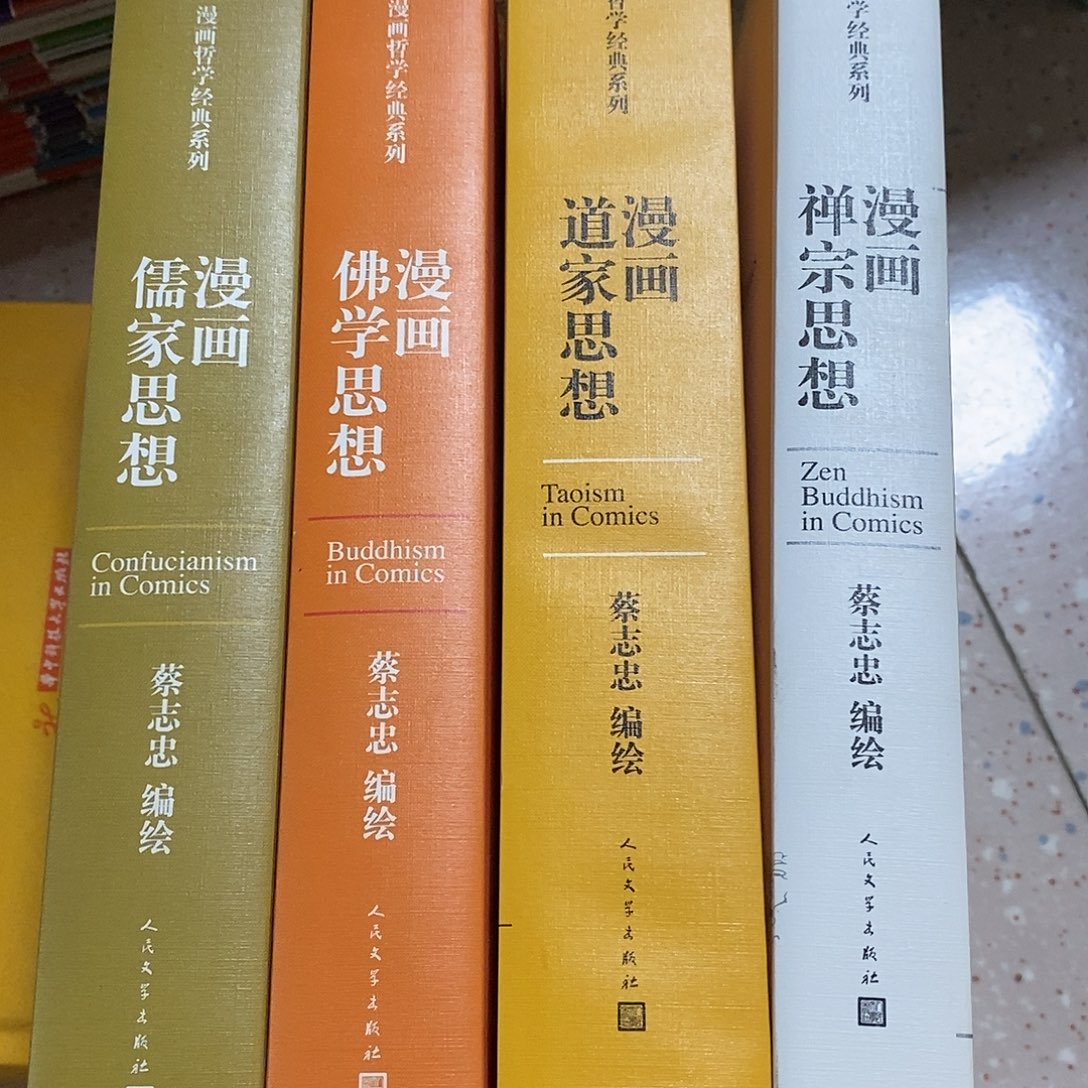 漫画哲学经典系列
漫画
儒家思想
Confucianism
in Comics
蔡志忠 编绘
人民文学出版社
漫画哲学经典系列
漫画
佛学思想
Buddhism
in Comics
蔡志忠 编绘
人民文学出版社
学经典系列
漫画
道家思想
Taoism
in Comics
蔡志忠 编绘
人民文学出版社
学经典系列
漫画
禅宗思想
Zen
Buddhism
in Comics
蔡志忠 编绘
人民文学出版社